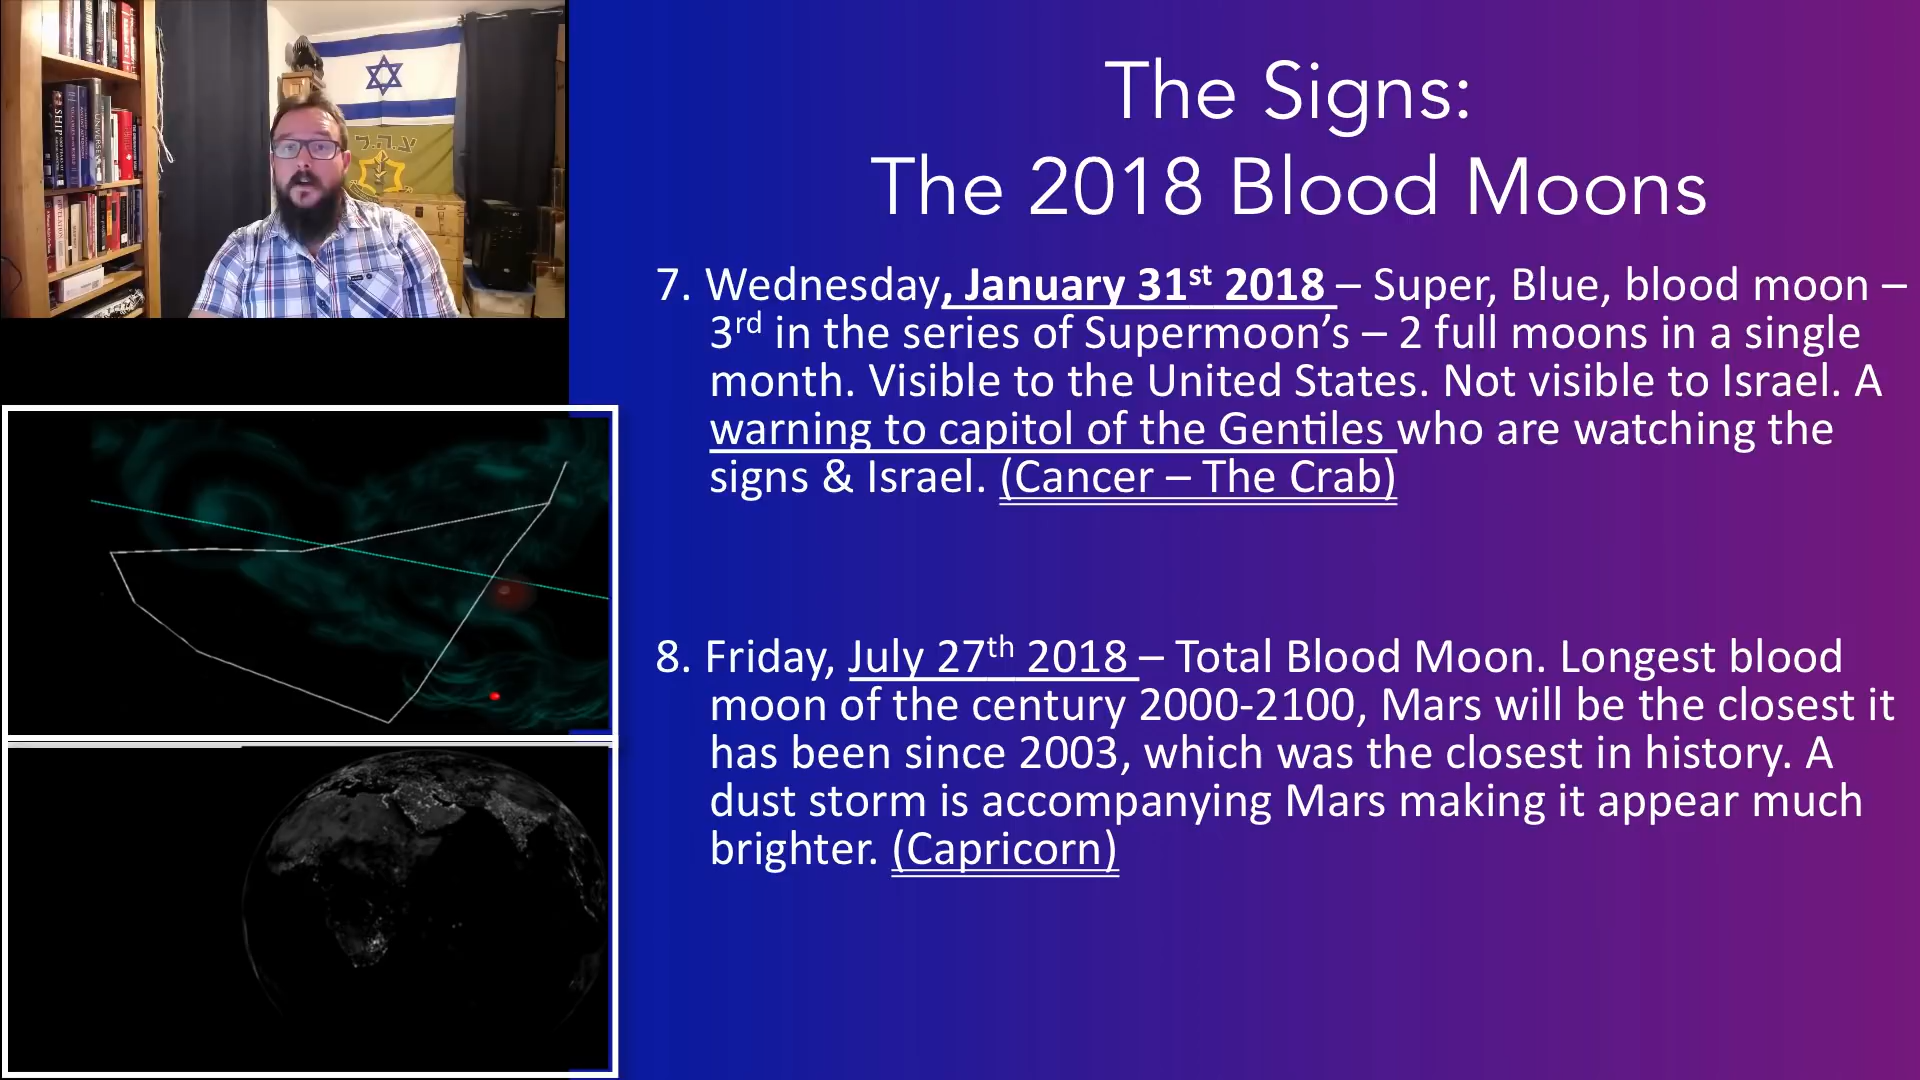 The Signs:
The 2018 Blood Moons
7. Wednesday, January 31st 2018 – Super, Blue, blood moon –
3rd in the series of Supermoon’s – 2 full moons in a single
month. Visible to the United States. Not visible to Israel. A
warning to capitol of the Gentiles who are watching the
signs & Israel. (Cancer – The Crab)
8. Friday, July 27th 2018 – Total Blood Moon. Longest blood
moon of the century 2000-2100, Mars will be the closest it
has been since 2003, which was the closest in history. A
dust storm is accompanying Mars making it appear much
brighter. (Capricorn)